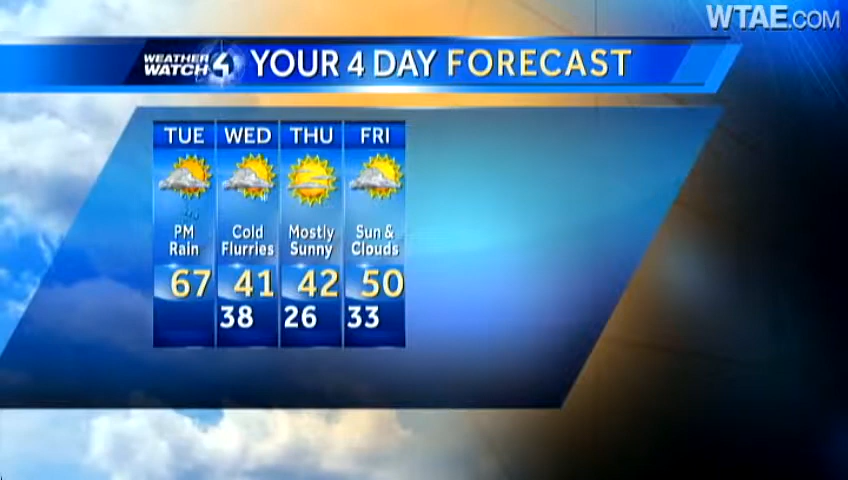 WTAE.COM
WEATHER
WATCH 4
YOUR 4 DAY FORECAST
TUE WED THU FRI
PM Cold Mostly Sun &
Rain Flurries Sunny Clouds
67 41 42 50
38 26 33